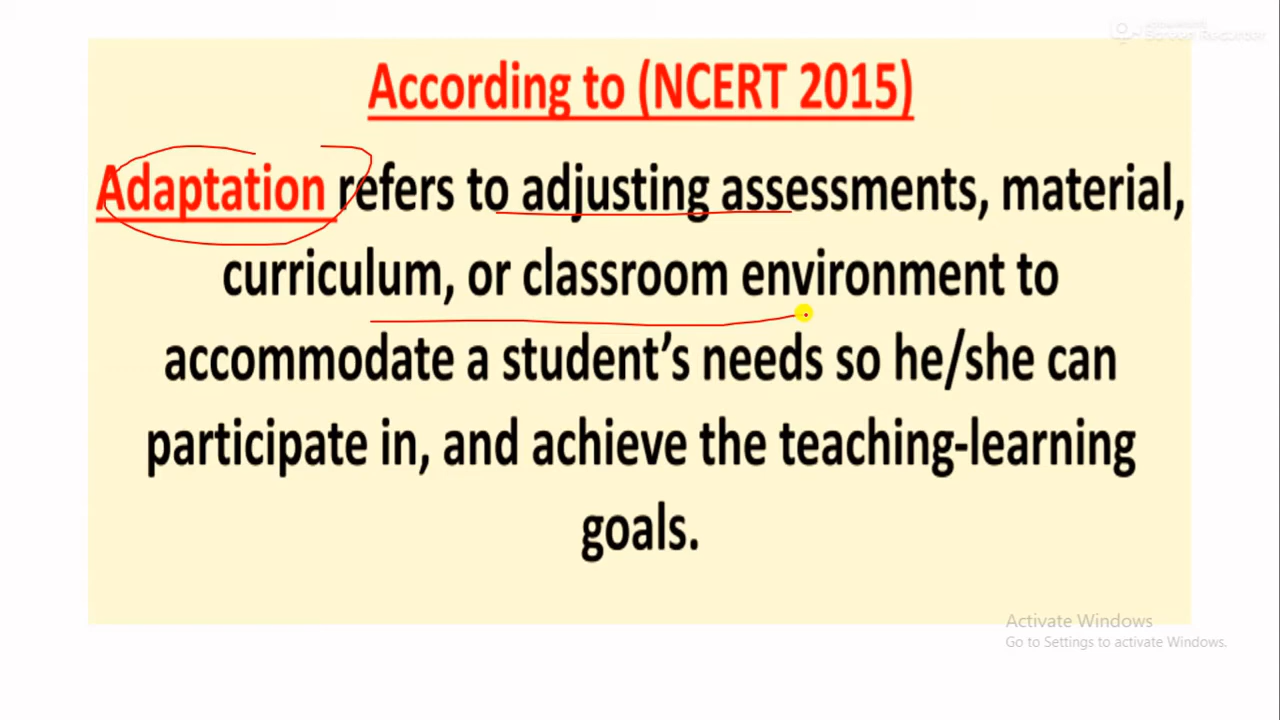 Screen Recorder
According to (NCERT 2015)
Adaptation refers to adjusting assessments, material,
curriculum, or classroom environment to
accommodate a student’s needs so he/she can
participate in, and achieve the teaching-learning
goals.
Activate Windows
Go to Settings to activate Windows.